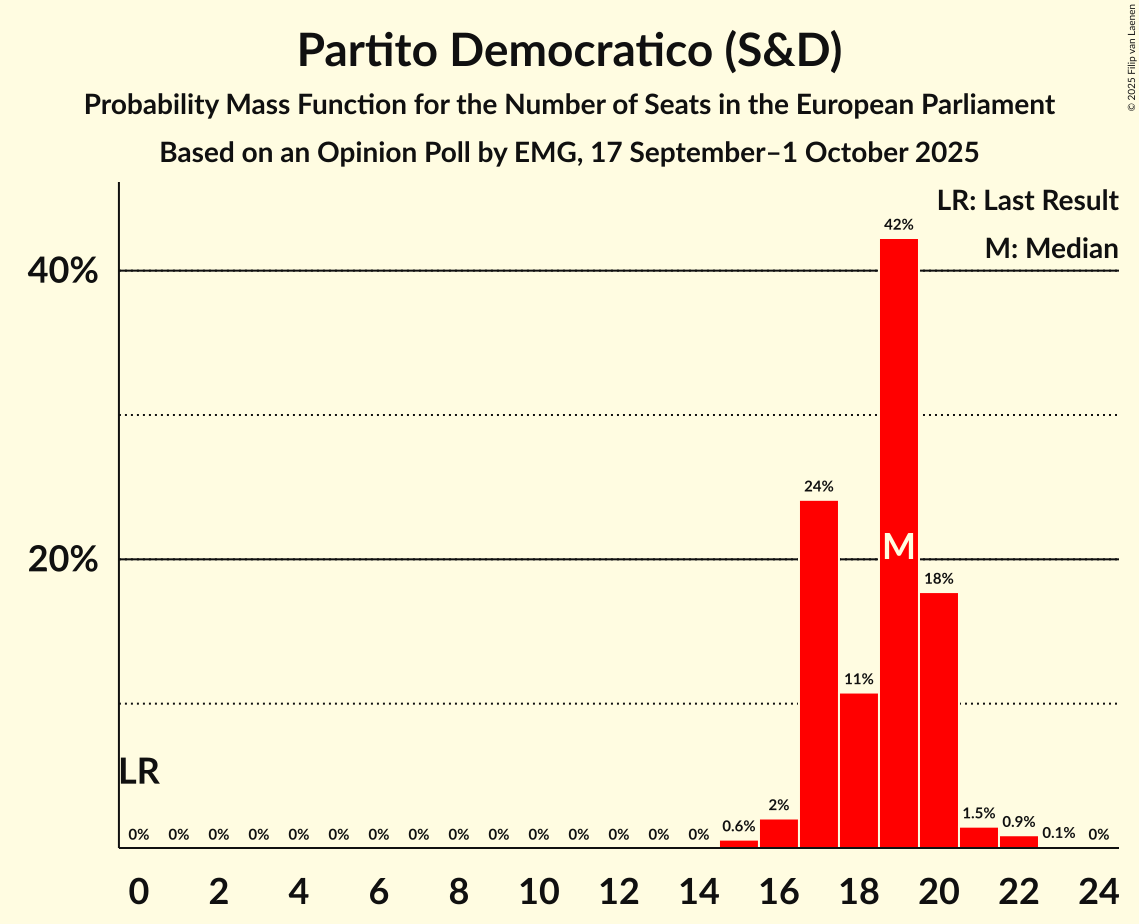 Partito Democratico (S&D)
Probability Mass Function for the Number of Seats in the European Parliament
Based on an Opinion Poll by EMG, 17 September–1 October 2025
© 2025 Filip van Laenen
LR: Last Result
M: Median
42%
40%
24%
20%
M
18%
11%
LR
0% 0% 0% 0% 0% 0% 0% 0% 0% 0% 0% 0% 0% 0% 0% 0.6% 2% 1.5% 0.9% 0.1% 0%
0 2 4 6 8 10 12 14 16 18 20 22 24